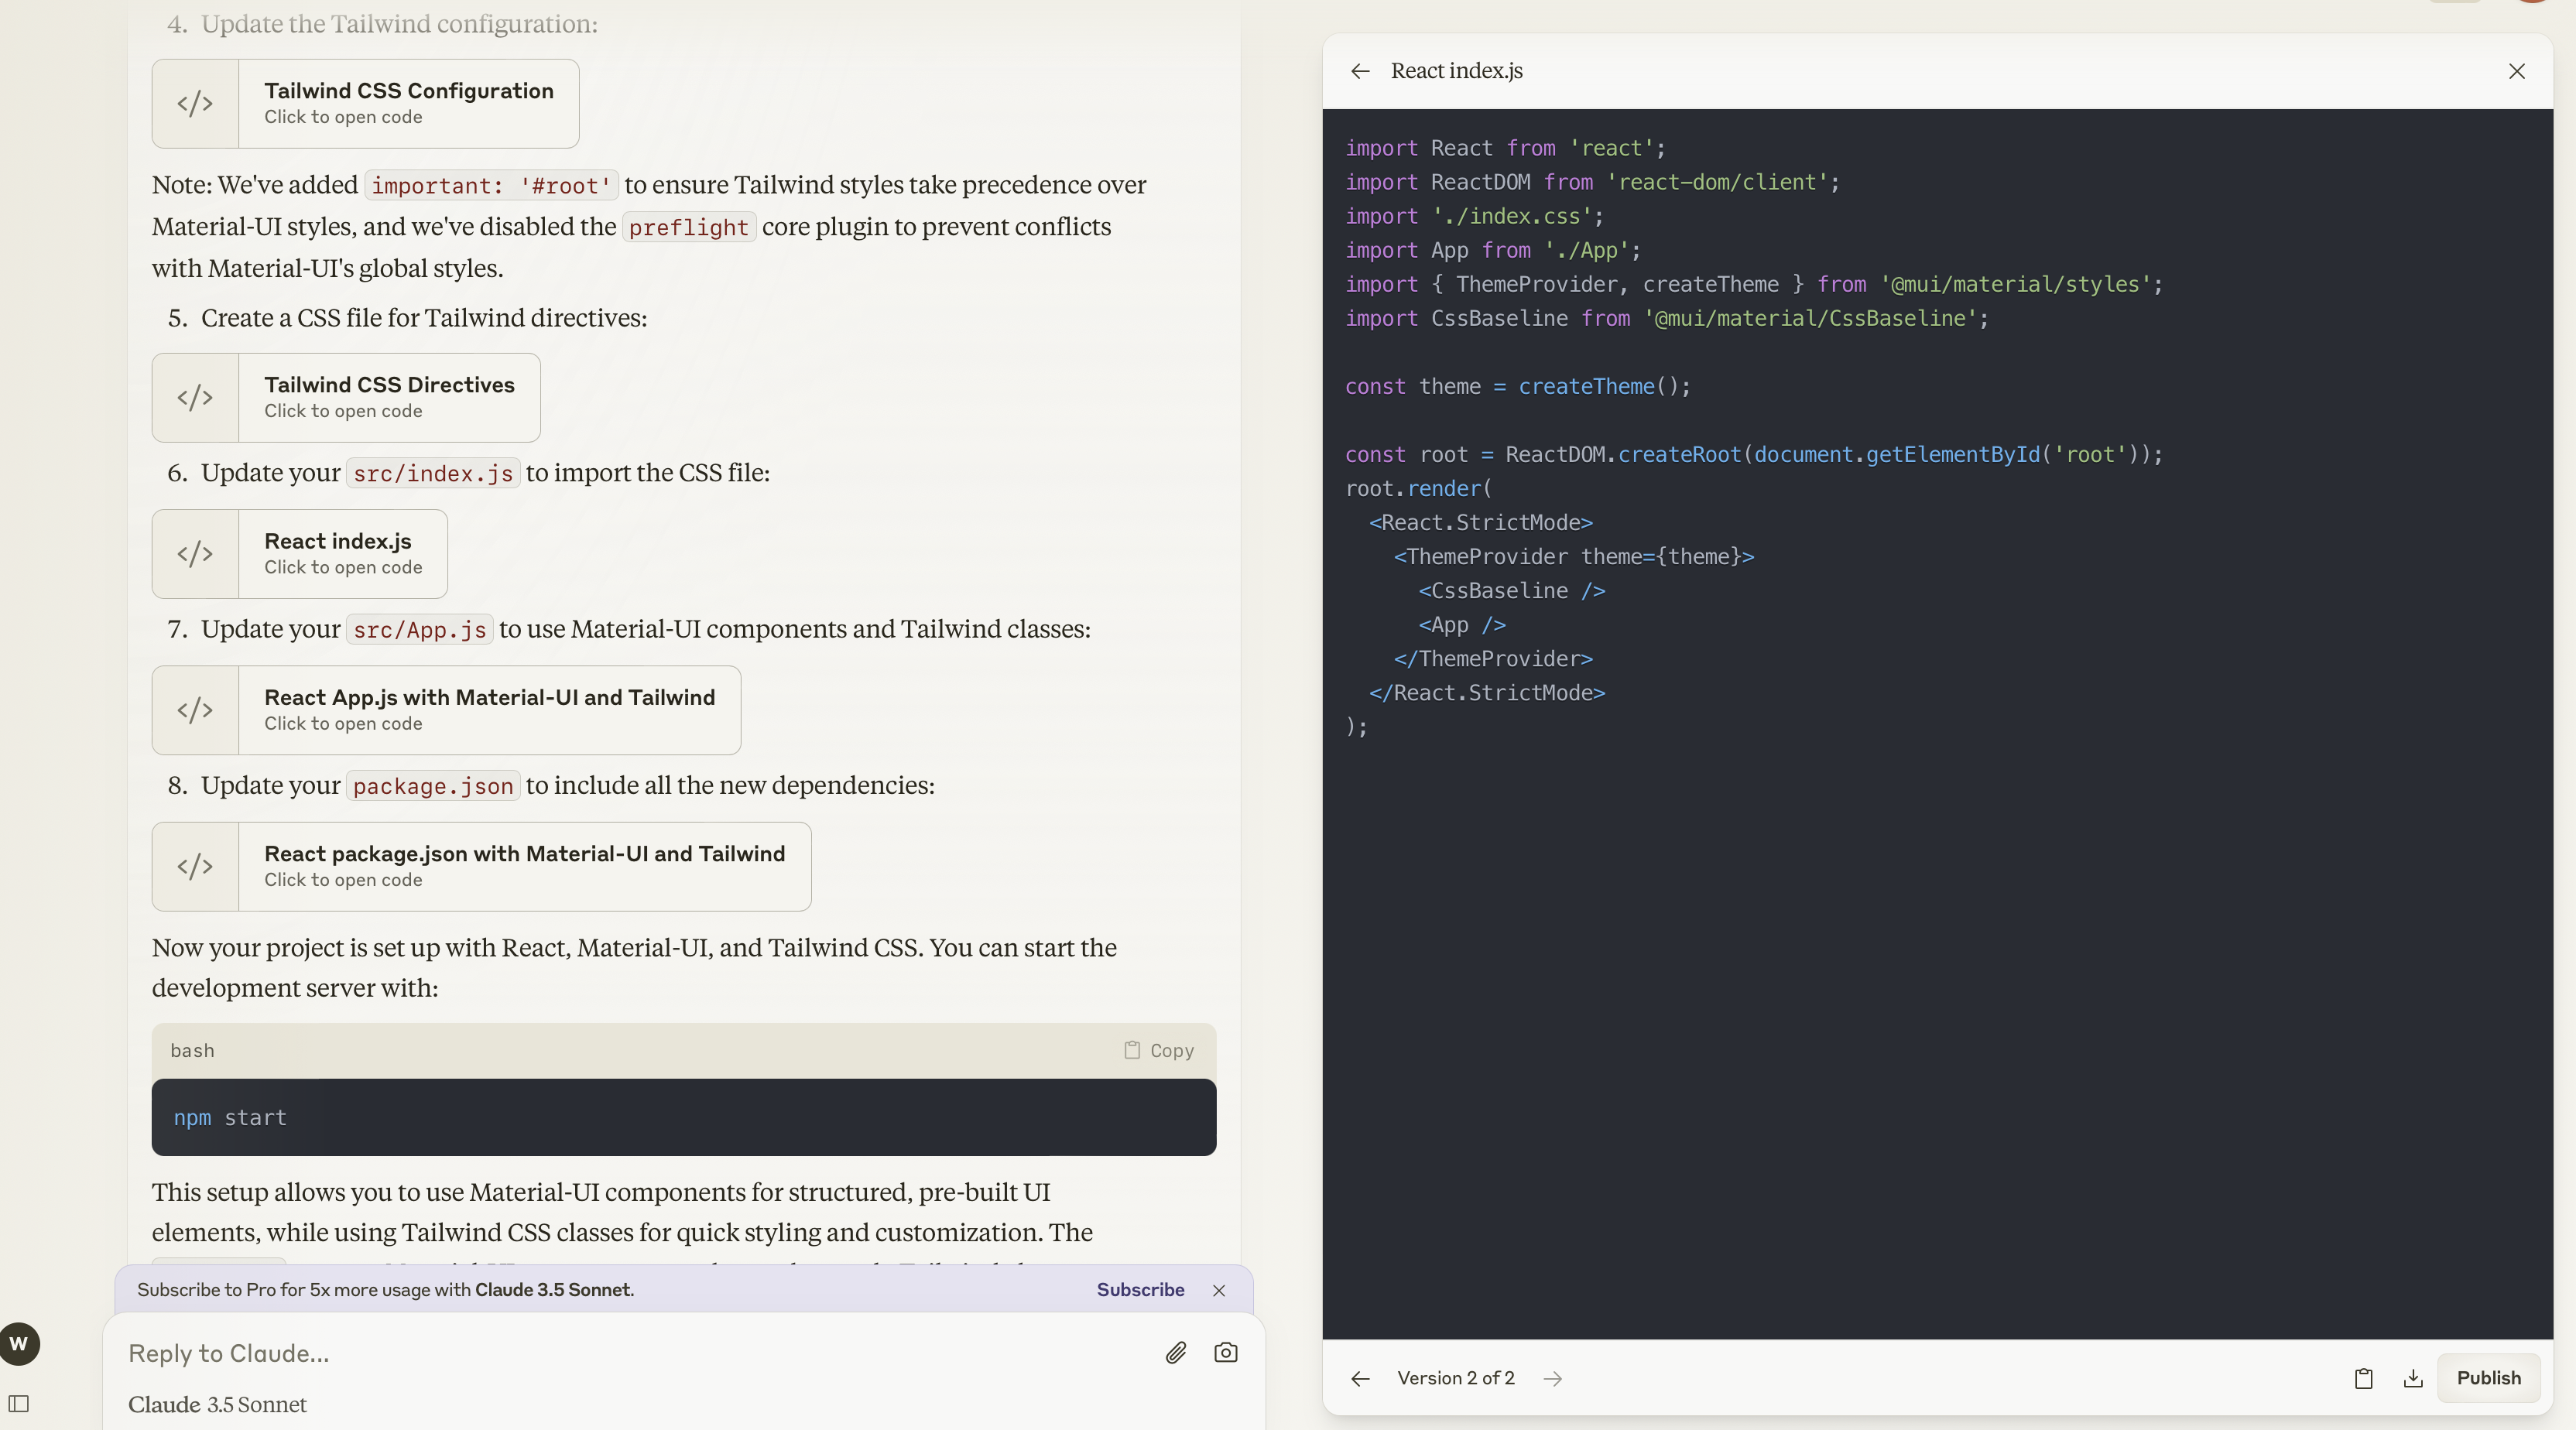 4. Update the Tailwind configuration:
</>
Tailwind CSS Configuration
Click to open code
Note: We've added important: '#root' to ensure Tailwind styles take precedence over
Material-UI styles, and we've disabled the preflight core plugin to prevent conflicts
with Material-UI's global styles.
5. Create a CSS file for Tailwind directives:
</>
Tailwind CSS Directives
Click to open code
6. Update your src/index.js to import the CSS file:
</>
React index.js
Click to open code
7. Update your src/App.js to use Material-UI components and Tailwind classes:
</>
React App.js with Material-UI and Tailwind
Click to open code
8. Update your package.json to include all the new dependencies:
</>
React package.json with Material-UI and Tailwind
Click to open code
Now your project is set up with React, Material-UI, and Tailwind CSS. You can start the
development server with:
bash
Copy
npm start
This setup allows you to use Material-UI components for structured, pre-built UI
elements, while using Tailwind CSS classes for quick styling and customization. The
Subscribe to Pro for 5x more usage with Claude 3.5 Sonnet.
Subscribe
W
Reply to Claude...
Claude 3.5 Sonnet
React index.js
import React from 'react';
import ReactDOM from 'react-dom/client';
import './index.css';
import App from './App';
import { ThemeProvider, createTheme } from '@mui/material/styles';
import CssBaseline from '@mui/material/CssBaseline';
const theme = createTheme();
const root = ReactDOM.createRoot(document.getElementById('root'));
root.render(
<React.StrictMode>
<ThemeProvider theme={theme}>
<CssBaseline />
<App />
</ThemeProvider>
</React.StrictMode>
);
Version 2 of 2
Publish